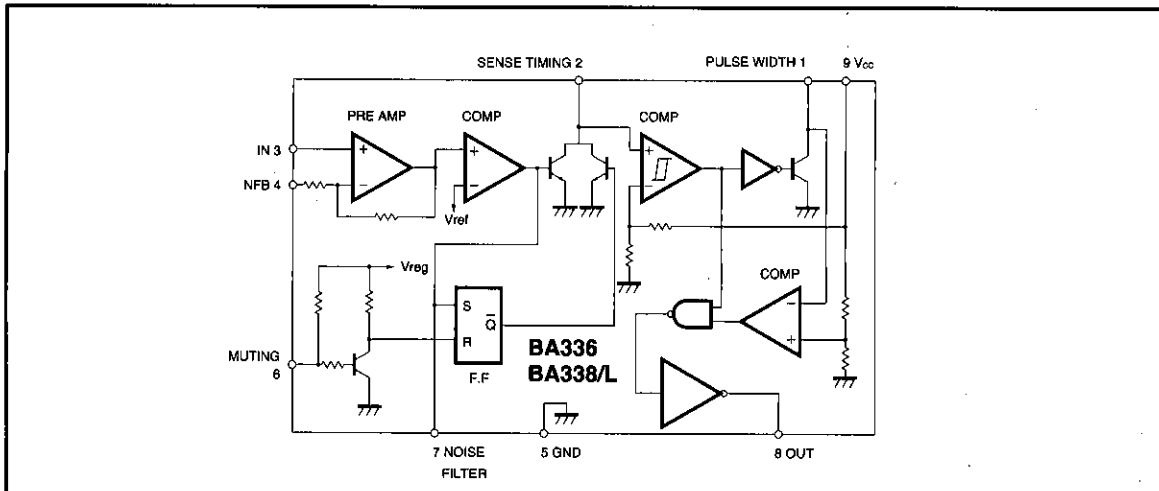 SENSE TIMING 2
PULSE WIDTH 1
9 Vcc
PRE AMP
COMP
COMP
IN 3
+
−
+
−
+
−
NFB 4
Vref
Vreg
COMP
S
Q
R
−
+
BA336
BA338/L
MUTING
6
F.F
7 NOISE
FILTER
5 GND
8 OUT